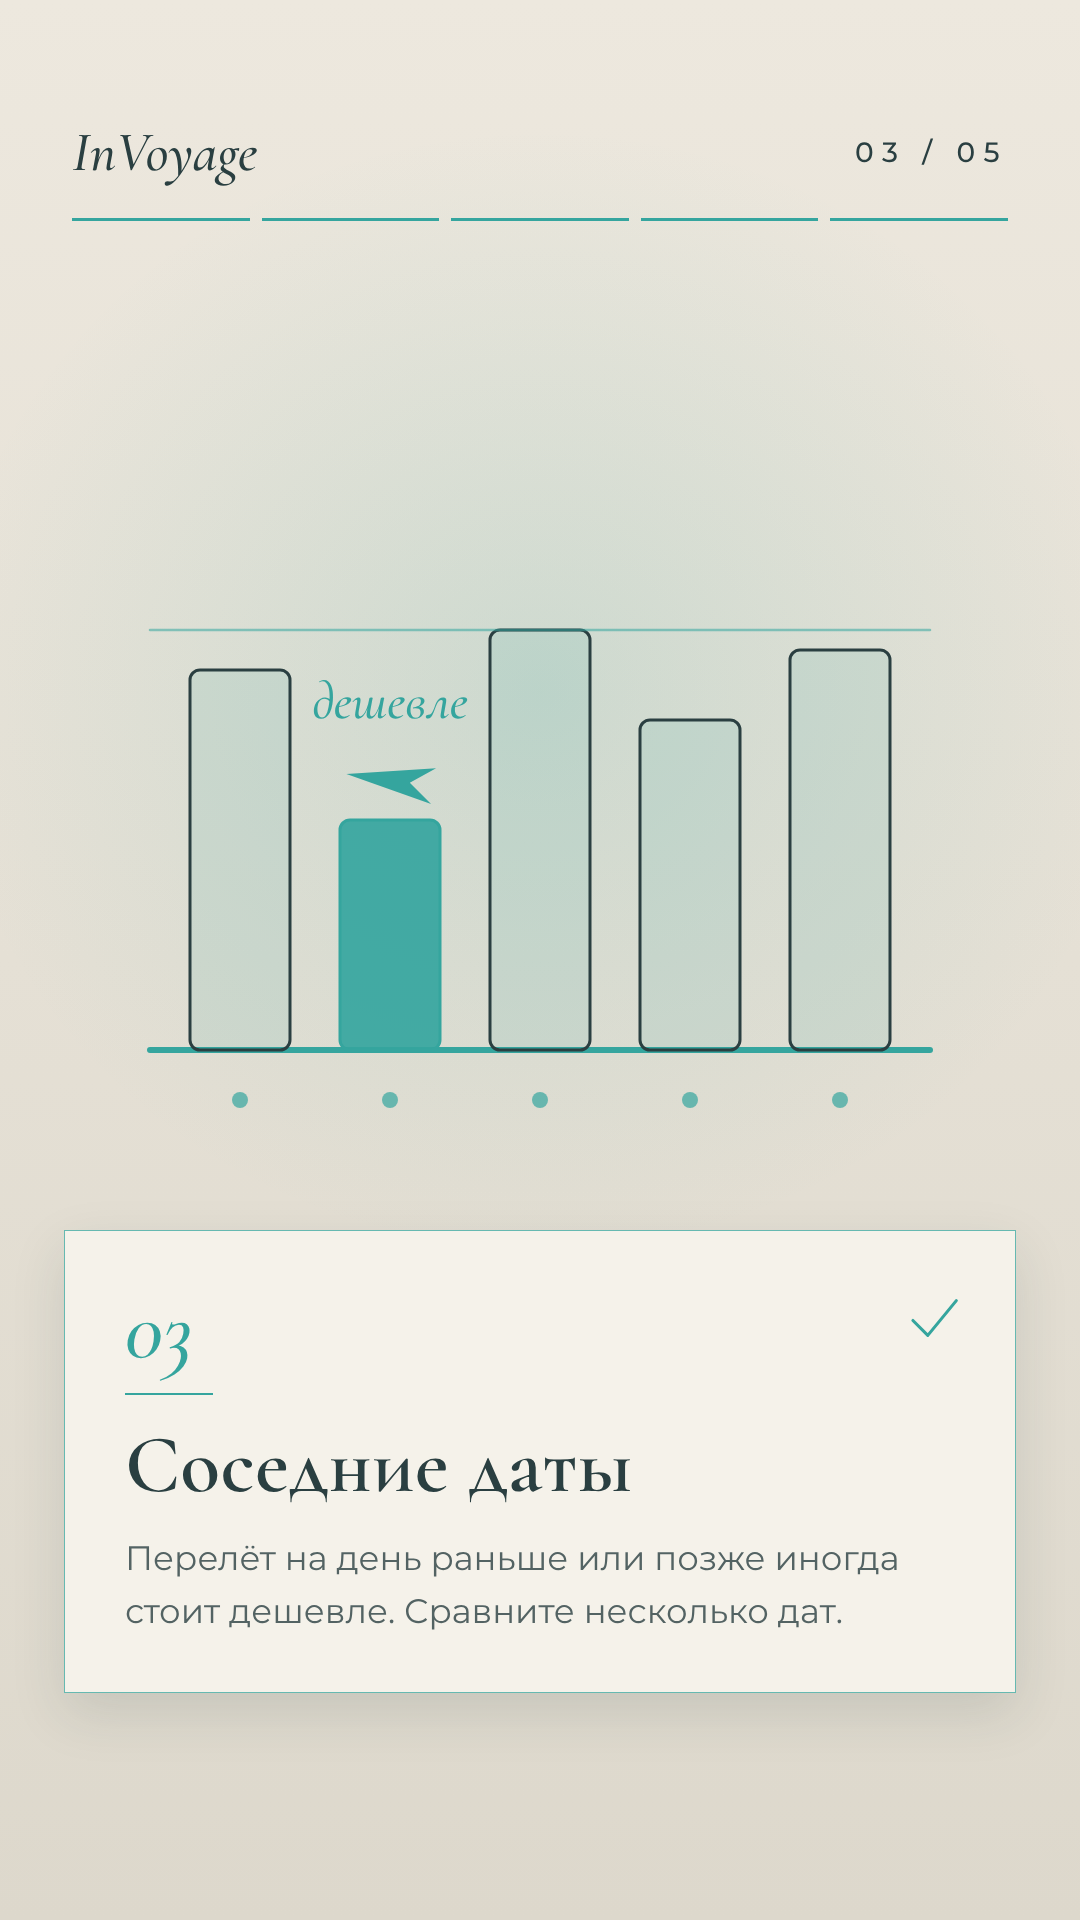 InVoyage
03 / 05
дешевле
03
Соседние даты
Перелёт на день раньше или позже иногда
стоит дешевле. Сравните несколько дат.